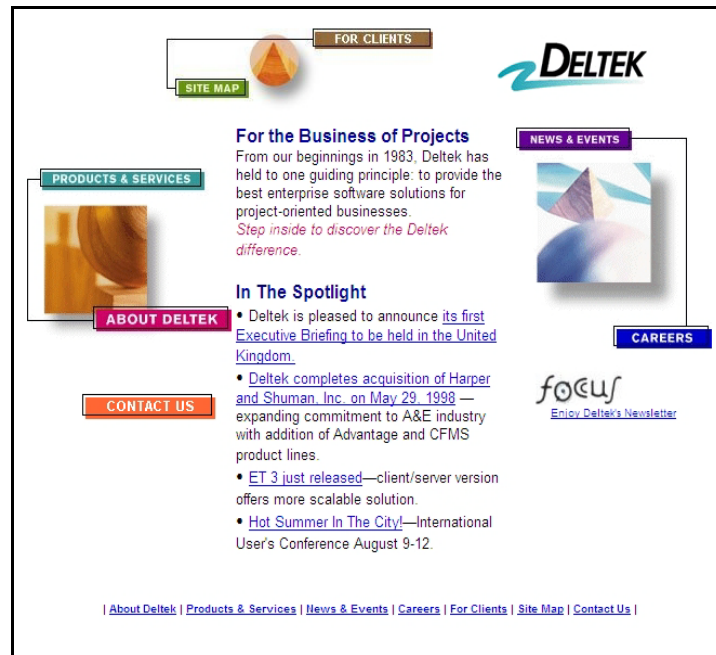 FOR CLIENTS
DELTEK
SITE MAP
For the Business of Projects
NEWS & EVENTS
From our beginnings in 1983, Deltek has
held to one guiding principle: to provide the
best enterprise software solutions for
project-oriented businesses.
Step inside to discover the Deltek
difference.
PRODUCTS & SERVICES
In The Spotlight
• Deltek is pleased to announce its first
Executive Briefing to be held in the United
Kingdom.
ABOUT DELTEK
CAREERS
• Deltek completes acquisition of Harper
and Shuman, Inc. on May 29, 1998 —
expanding commitment to A&E industry
with addition of Advantage and CFMS
product lines.
CONTACT US
focus
Enjoy Deltek's Newsletter
• ET 3 just released—client/server version
offers more scalable solution.
• Hot Summer In The City!—International
User's Conference August 9-12.
| About Deltek | Products & Services | News & Events | Careers | For Clients | Site Map | Contact Us |